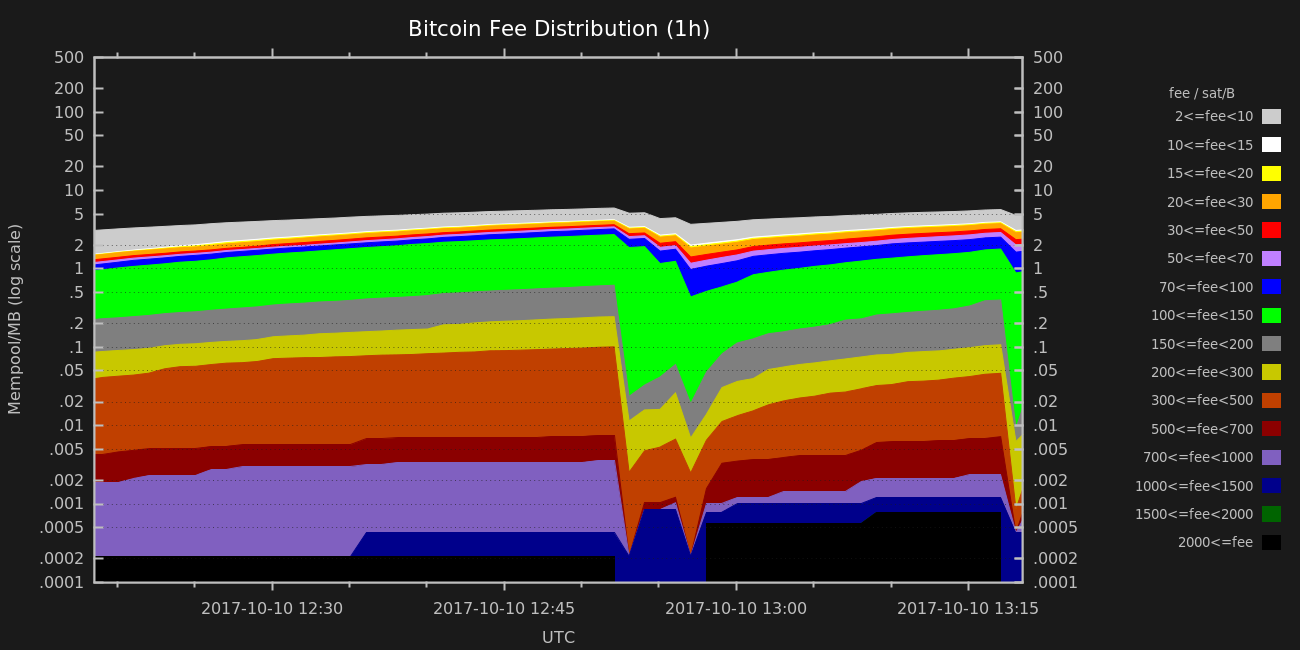 Bitcoin Fee Distribution (1h)
Mempool/MB (log scale)
500
200
100
50
20
10
5
2
1
.5
.2
.1
.05
.02
.01
.005
.002
.001
.0005
.0002
.0001
500
200
100
50
20
10
5
2
1
.5
.2
.1
.05
.02
.01
.005
.002
.001
.0005
.0002
.0001
2017-10-10 12:30
2017-10-10 12:45
2017-10-10 13:00
2017-10-10 13:15
UTC
fee / sat/B
2<=fee<10
10<=fee<15
15<=fee<20
20<=fee<30
30<=fee<50
50<=fee<70
70<=fee<100
100<=fee<150
150<=fee<200
200<=fee<300
300<=fee<500
500<=fee<700
700<=fee<1000
1000<=fee<1500
1500<=fee<2000
2000<=fee